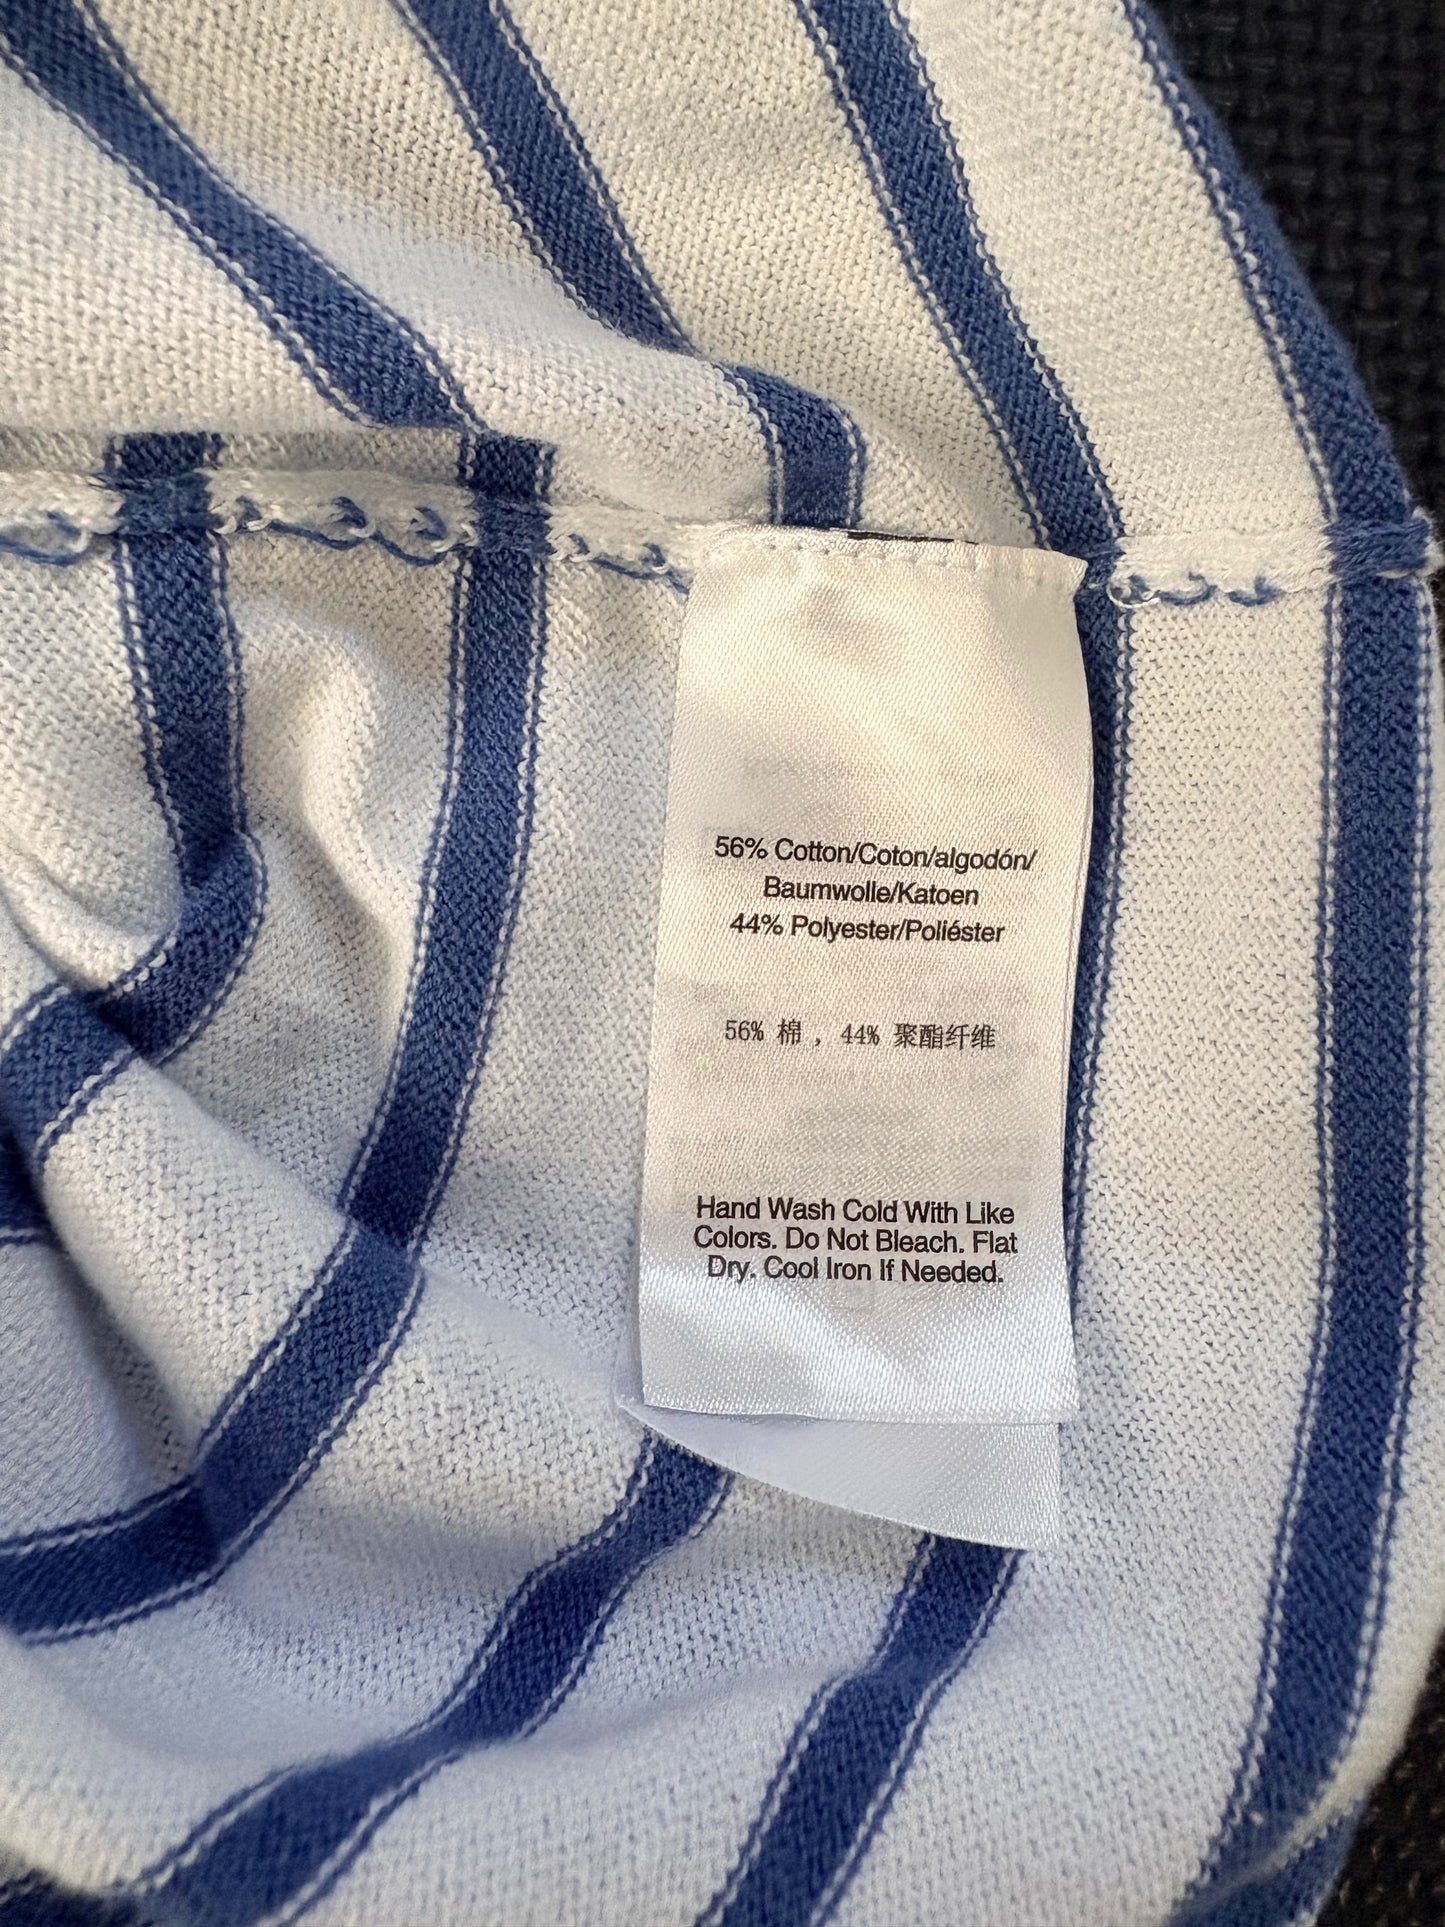 56% Cotton/Coton/algodón/
Baumwolle/Katoen
44% Polyester/Poliéster
56% 棉 , 44% 聚酯纤维
Hand Wash Cold With Like
Colors. Do Not Bleach. Flat
Dry. Cool Iron If Needed.